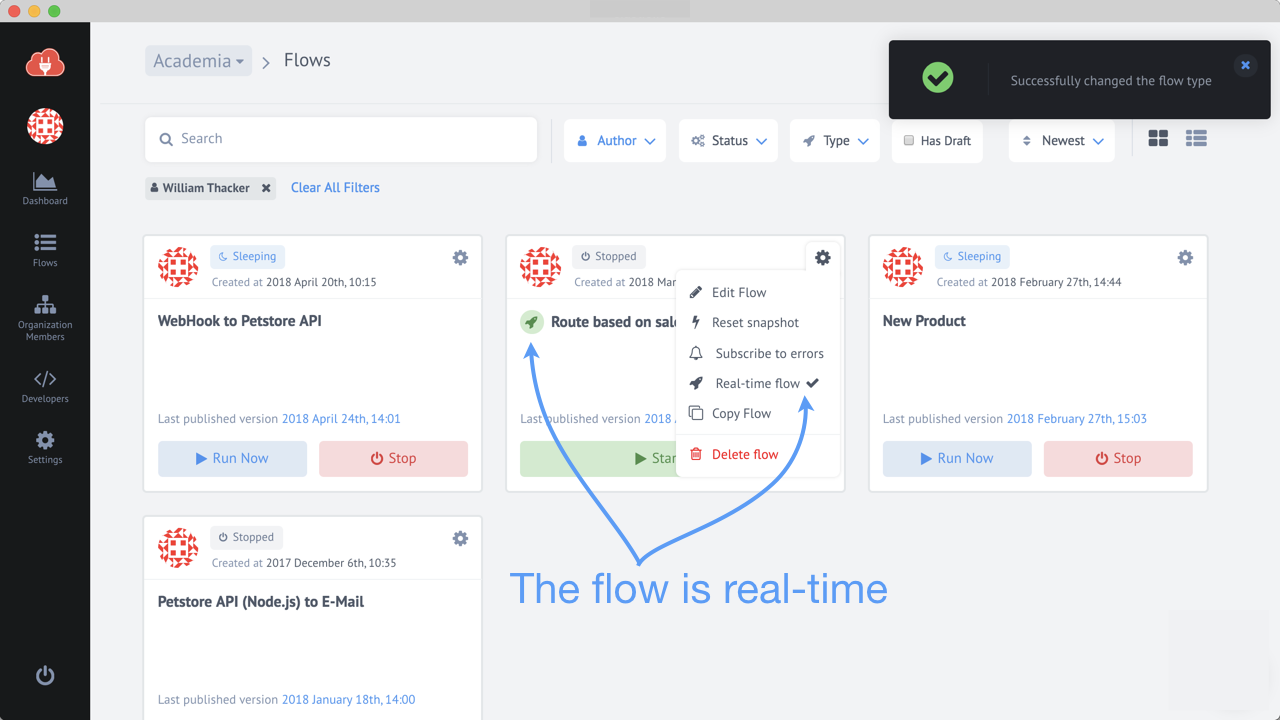 Academia
Flows
Successfully changed the flow type
Search
Author
Status
Type
Has Draft
Newest
William Thacker
Clear All Filters
Dashboard
Flows
Organization
Members
Developers
Settings
Sleeping
Created at 2018 April 20th, 10:15
WebHook to Petstore API
Last published version 2018 April 24th, 14:01
Run Now
Stop
Stopped
Created at 2018 Mar
Route based on sale
Last published version 2018
Star
Edit Flow
Reset snapshot
Subscribe to errors
Real-time flow
Copy Flow
Delete flow
Sleeping
Created at 2018 February 27th, 14:44
New Product
Last published version 2018 February 27th, 15:03
Run Now
Stop
Stopped
Created at 2017 December 6th, 10:35
Petstore API (Node.js) to E-Mail
Last published version 2018 January 18th, 14:00
The flow is real-time